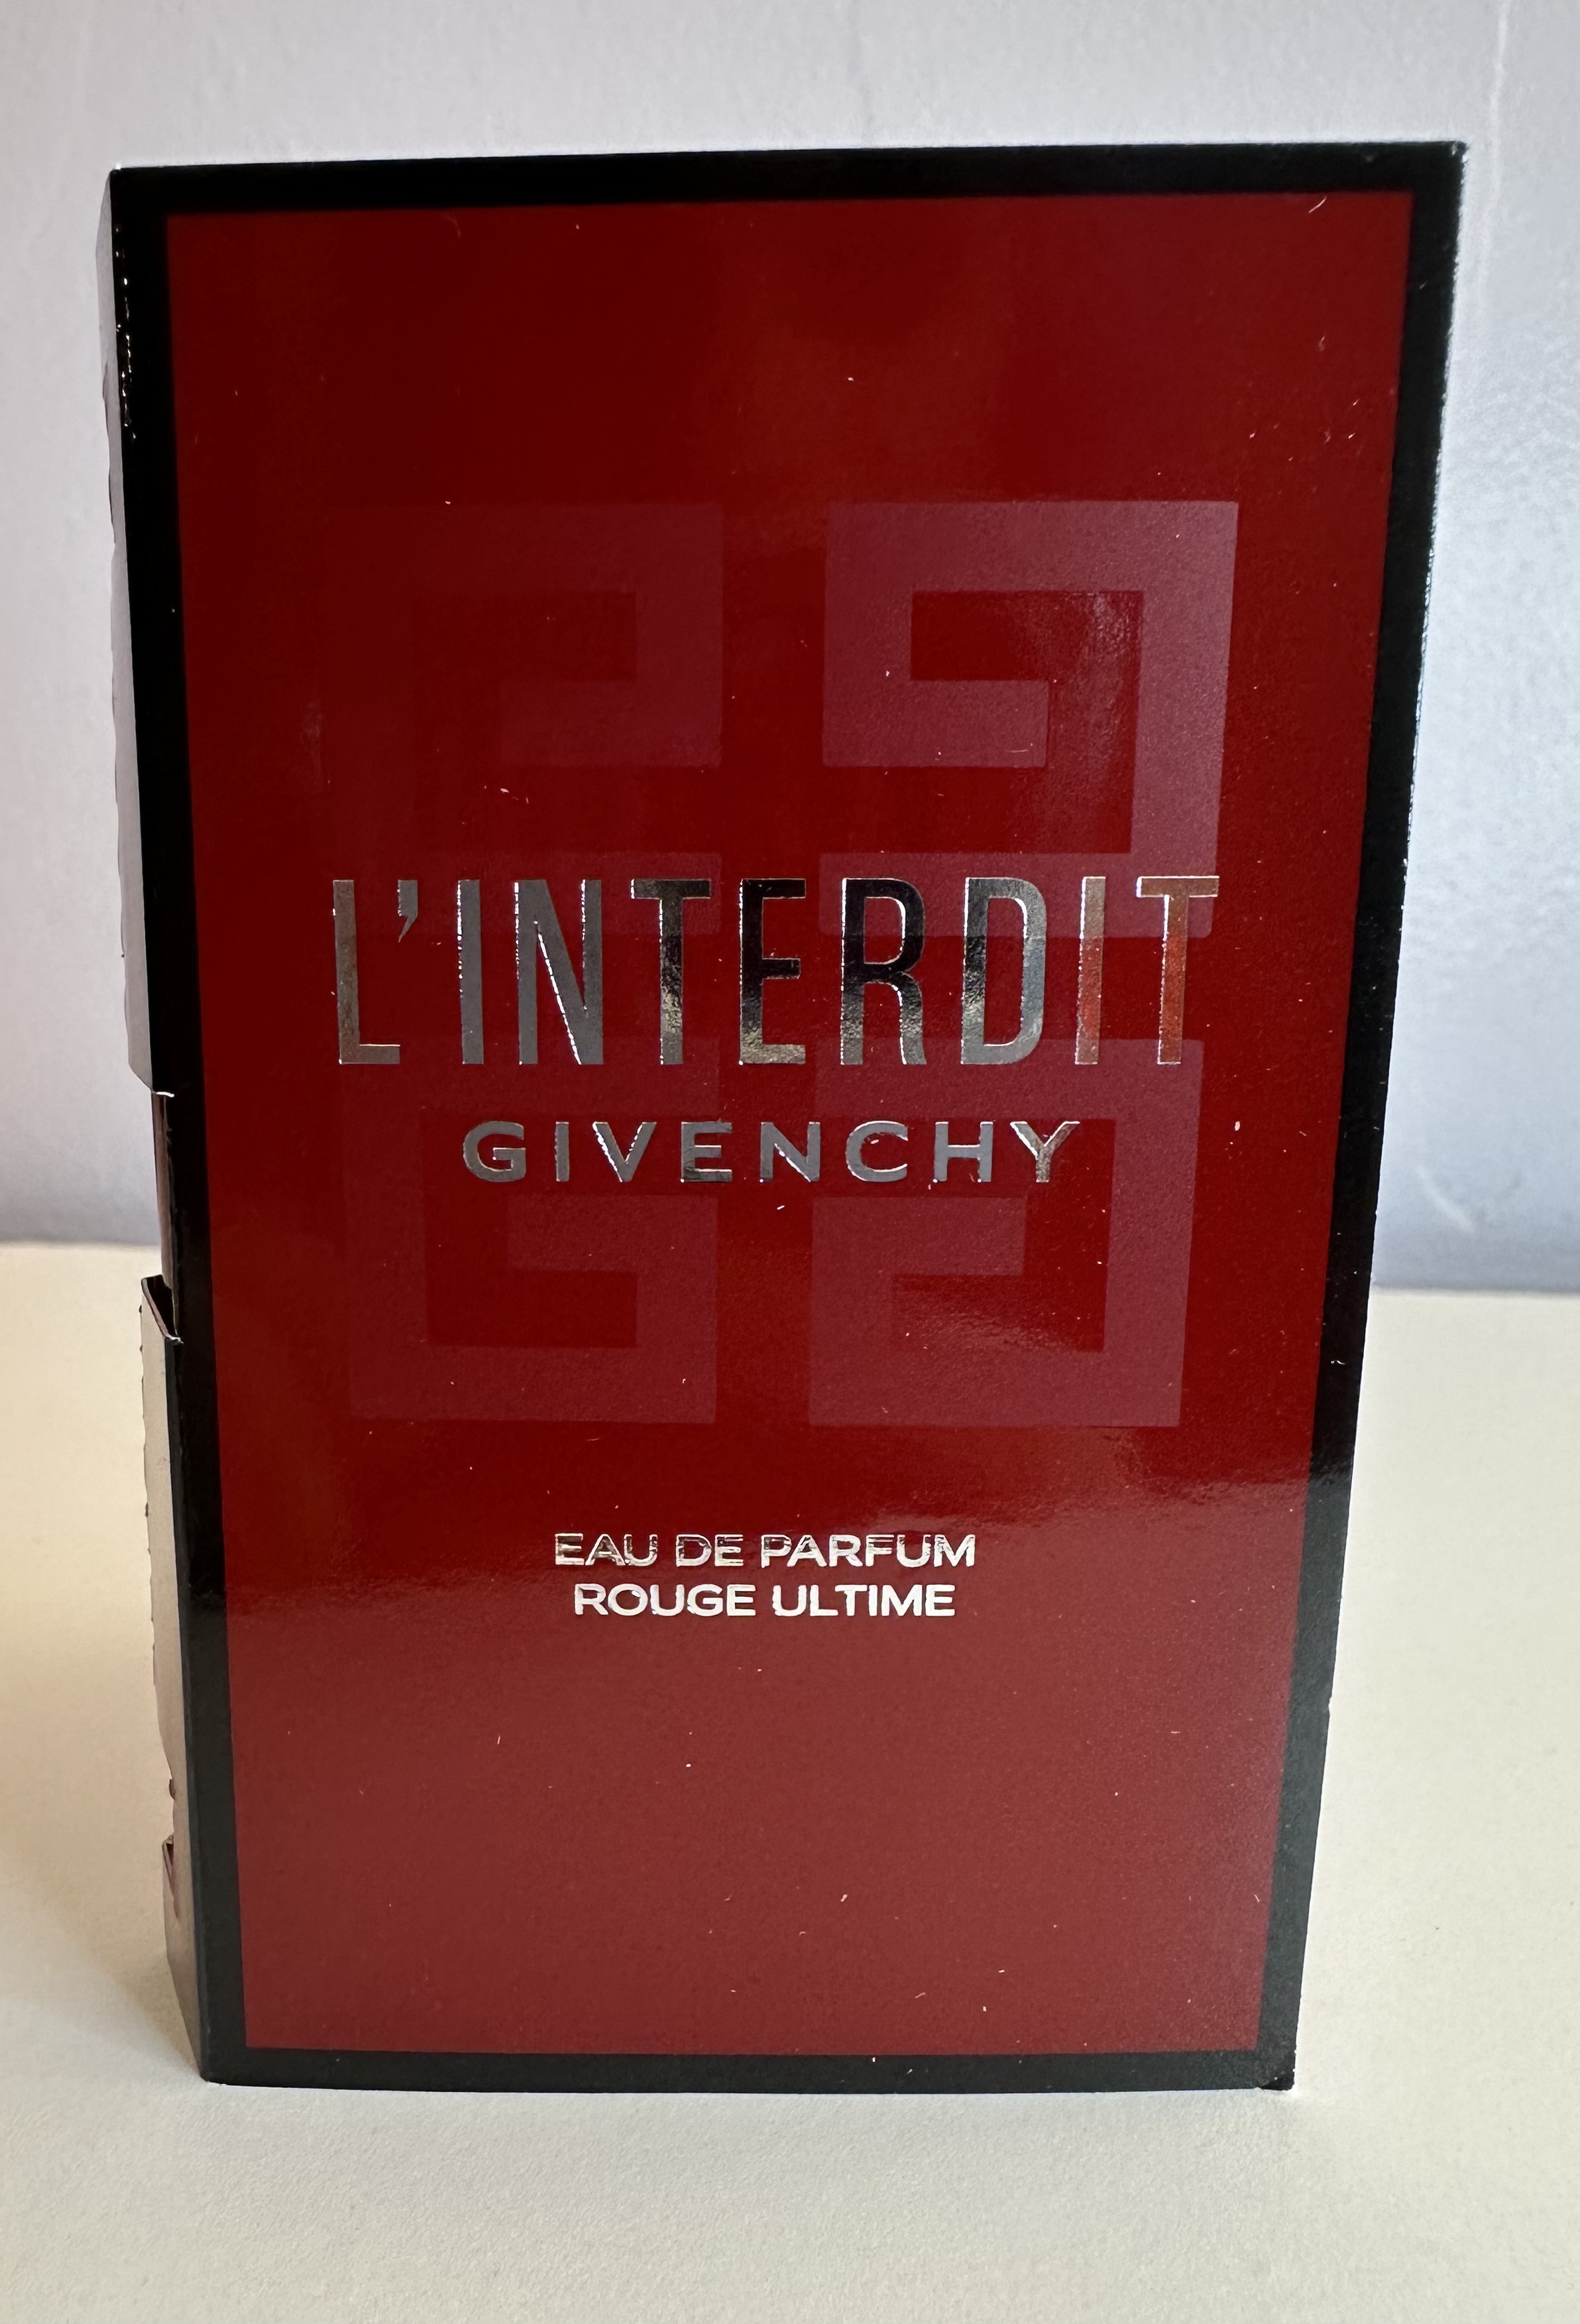 L'INTERDIT
GIVENCHY
EAU DE PARFUM
ROUGE ULTIME